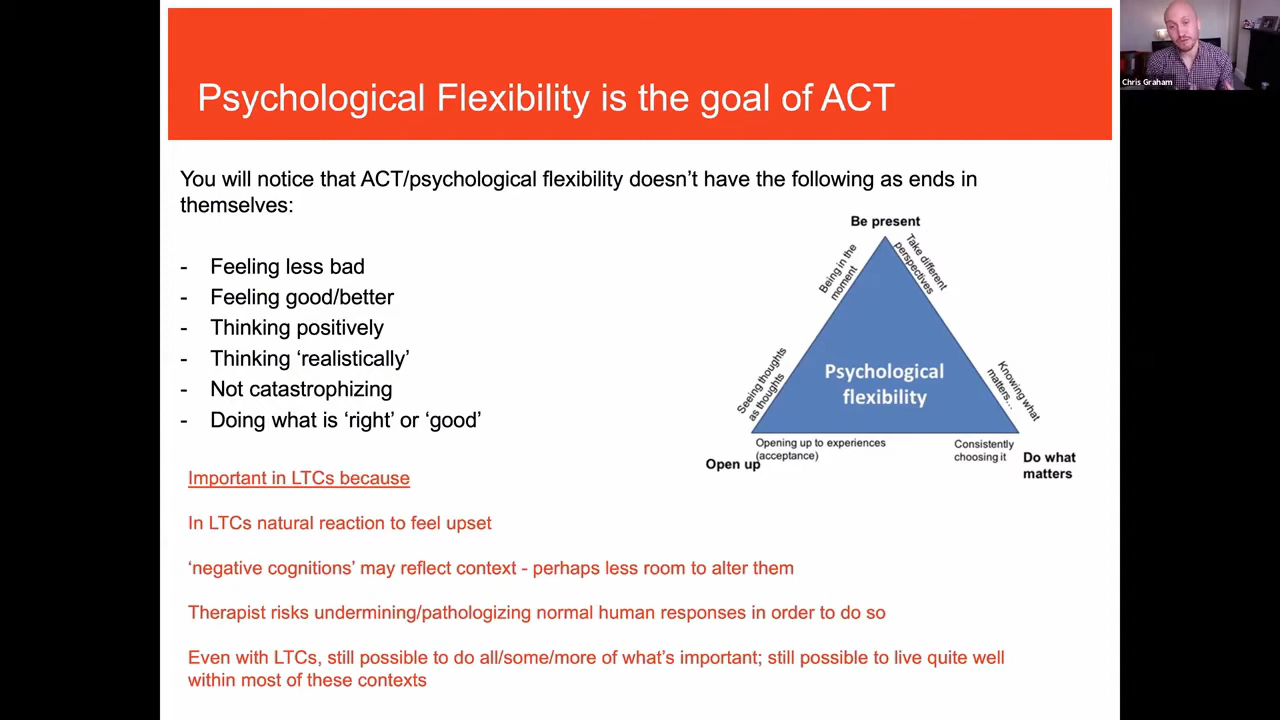 Psychological Flexibility is the goal of ACT
Chris Graham
You will notice that ACT/psychological flexibility doesn't have the following as ends in
themselves:
- Feeling less bad
- Feeling good/better
- Thinking positively
- Thinking ‘realistically’
- Not catastrophizing
- Doing what is ‘right’ or ‘good’
Be present
Being in the
moment
Take different
perspectives
Seeing thoughts
as thoughts
Psychological
flexibility
Knowing what
matters...
Opening up to experiences
(acceptance)
Consistently
choosing it
Open up
Do what
matters
Important in LTCs because
In LTCs natural reaction to feel upset
‘negative cognitions’ may reflect context - perhaps less room to alter them
Therapist risks undermining/pathologizing normal human responses in order to do so
Even with LTCs, still possible to do all/some/more of what's important; still possible to live quite well
within most of these contexts